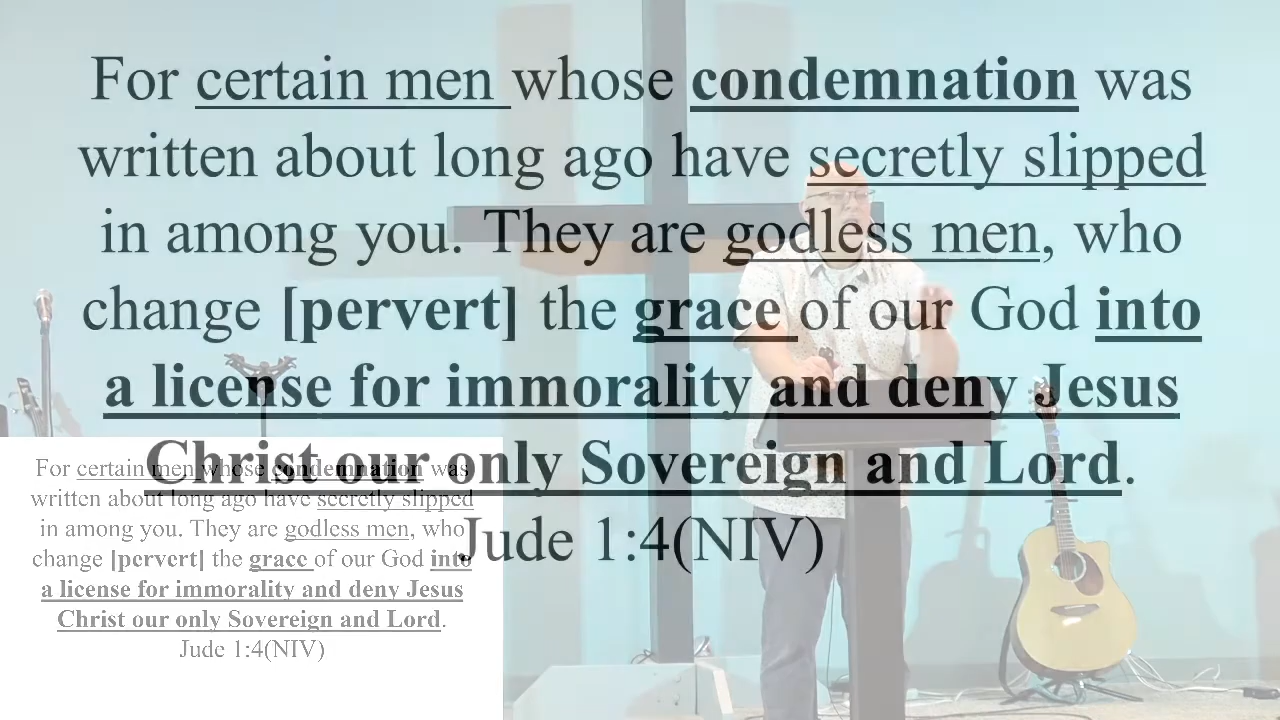 For certain men whose condemnation was
written about long ago have secretly slipped
in among you. They are godless men, who
change [pervert] the grace of our God into
a license for immorality and deny Jesus
Christ our only Sovereign and Lord.
Jude 1:4(NIV)
For certain men whose condemnation was
written about long ago have secretly slipped
in among you. They are godless men, who
change [pervert] the grace of our God into
a license for immorality and deny Jesus
Christ our only Sovereign and Lord.
Jude 1:4(NIV)